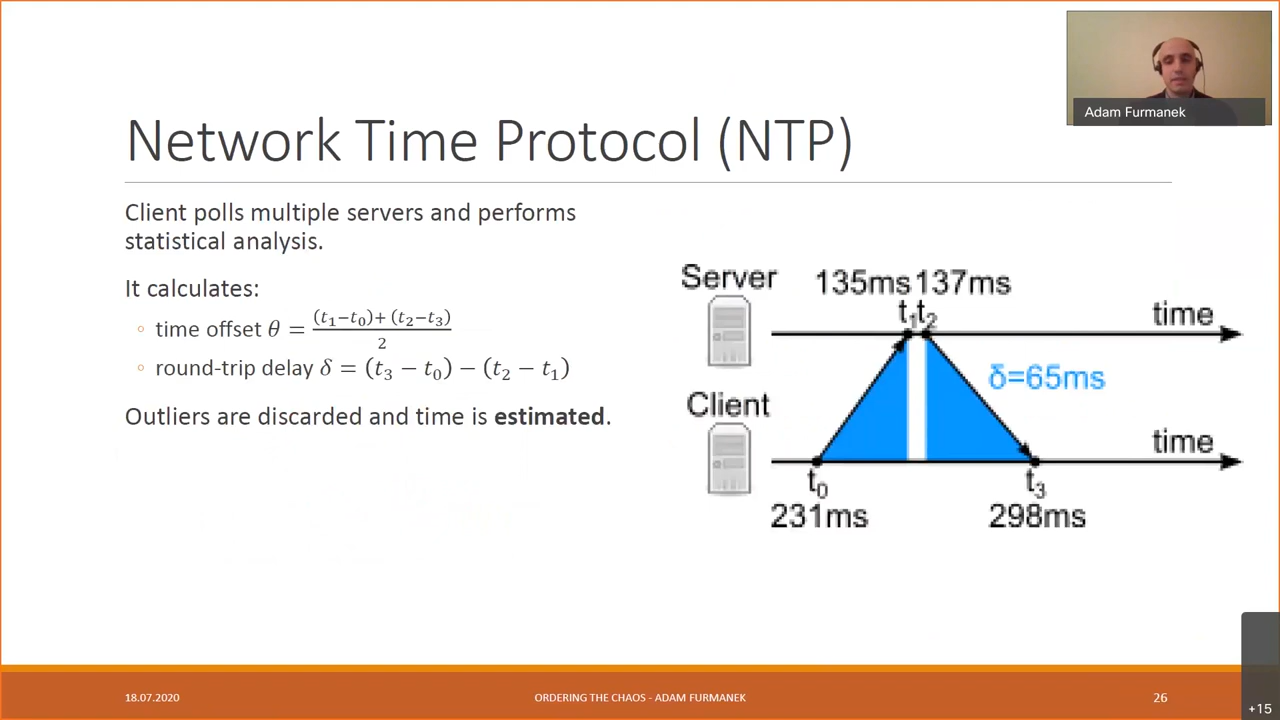 Adam Furmanek
Network Time Protocol (NTP)
Client polls multiple servers and performs
statistical analysis.
It calculates:
◦ time offset θ = (t₁−t₀)+ (t₂−t₃) / 2
◦ round-trip delay δ = (t₃ − t₀) − (t₂ − t₁)
Outliers are discarded and time is estimated.
Server
135ms 137ms
t₁ t₂
time
δ=65ms
Client
time
t₀
t₃
231ms
298ms
18.07.2020
ORDERING THE CHAOS - ADAM FURMANEK
26
+15